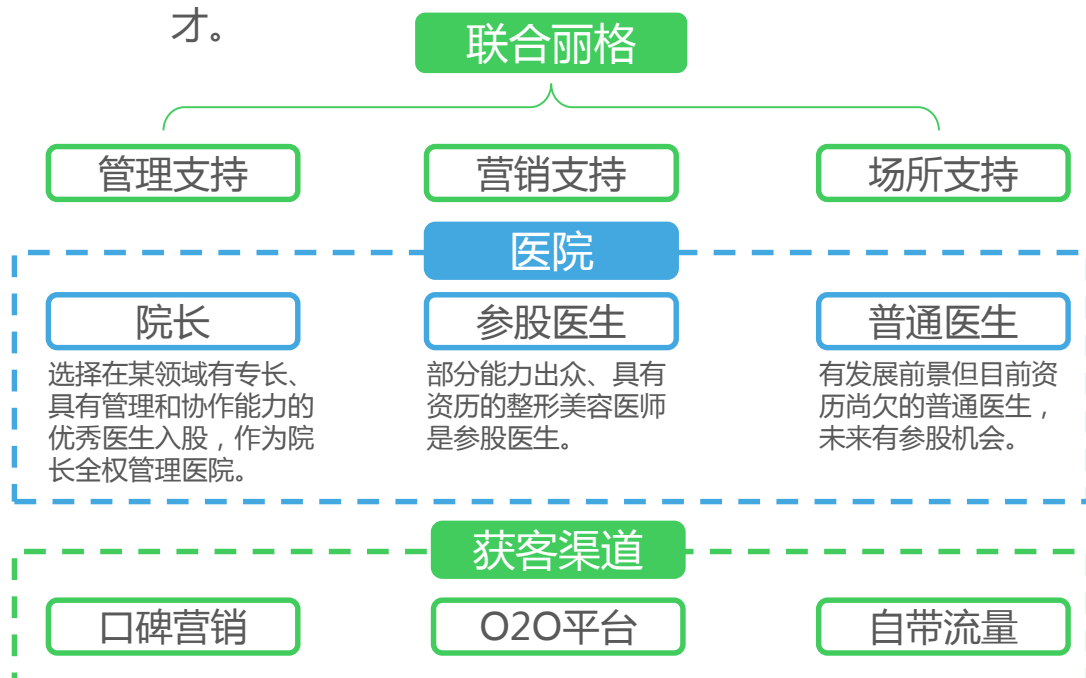 才。
联合丽格
管理支持
营销支持
场所支持
医院
院长
参股医生
普通医生
选择在某领域有专长、
具有管理和协作能力的
优秀医生入股，作为院
长全权管理医院。
部分能力出众、具有
资历的整形美容医师
是参股医生。
有发展前景但目前资
历尚欠的普通医生，
未来有参股机会。
获客渠道
口碑营销
O2O平台
自带流量